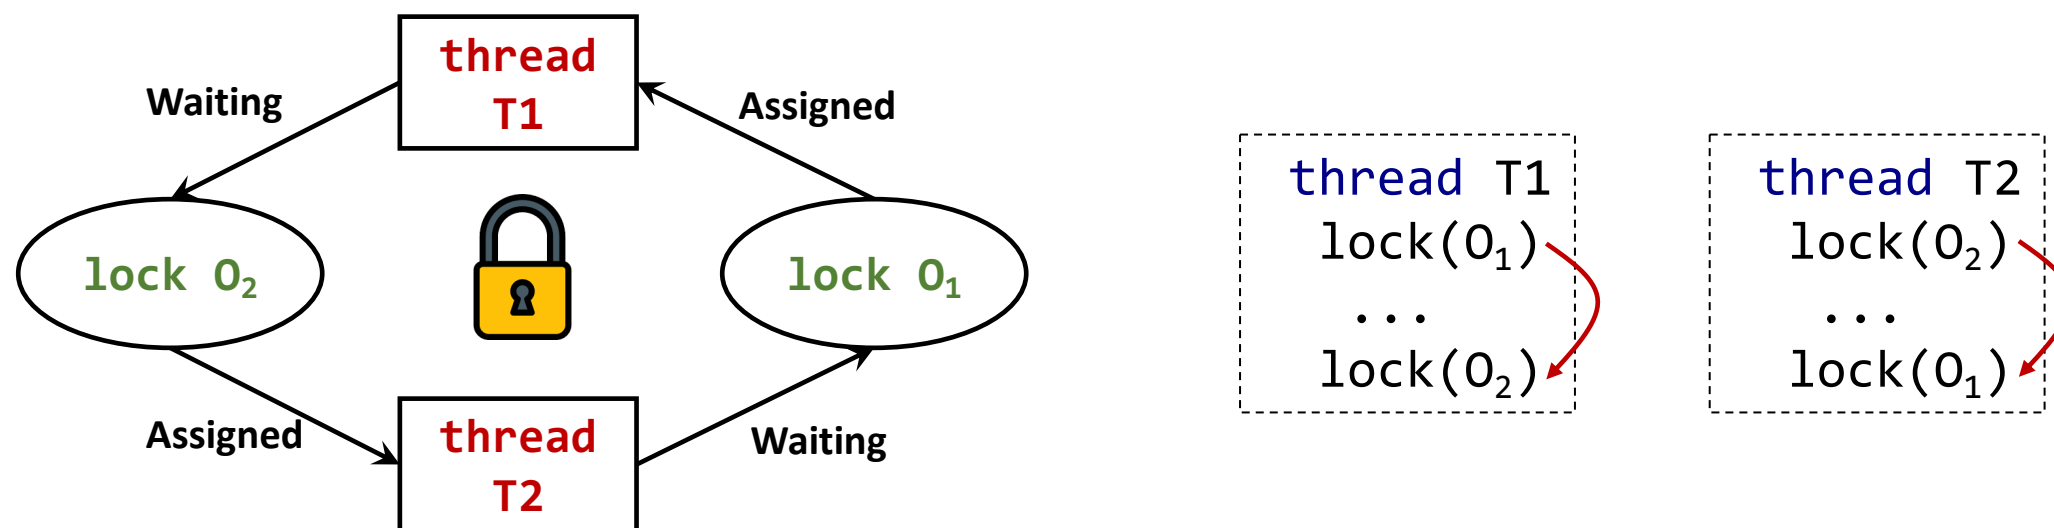 thread
T1
Waiting
Assigned
lock O₂
lock O₁
Assigned
Waiting
thread
T2
thread T1
lock(O₁)
...
lock(O₂)
thread T2
lock(O₂)
...
lock(O₁)